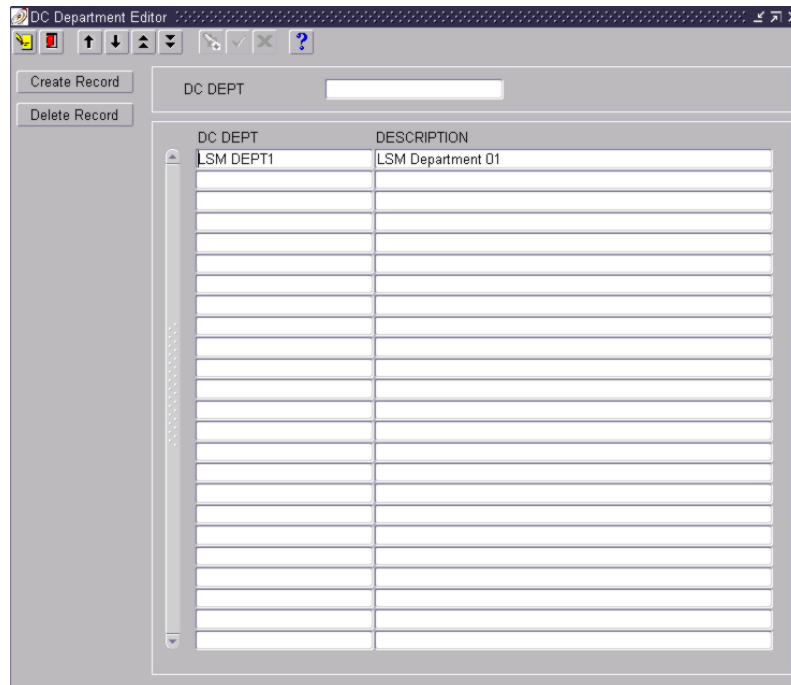 DC Department Editor
?
Create Record
Delete Record
DC DEPT
DC DEPT DESCRIPTION
LSM DEPT1 LSM Department 01